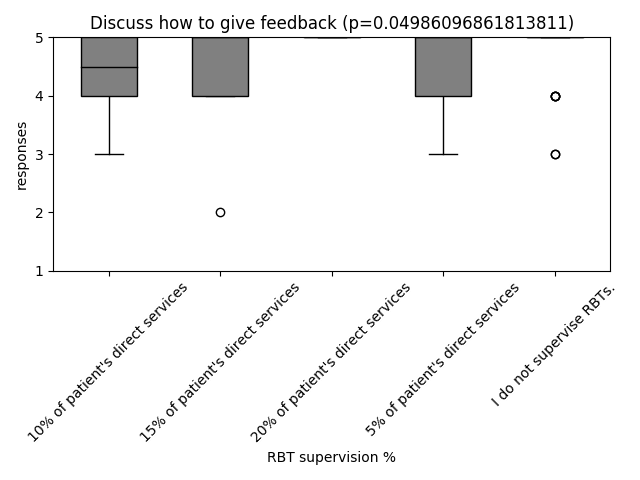 Discuss how to give feedback (p=0.04986096861813811)
5
4
3
2
1
responses
10% of patient's direct services
15% of patient's direct services
20% of patient's direct services
5% of patient's direct services
I do not supervise RBTs.
RBT supervision %